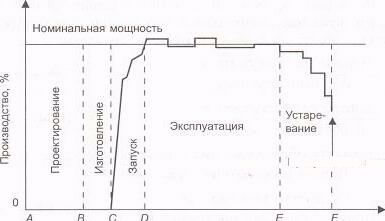 Производство, %
Номинальная мощность
Проектирование
Изготовление
Запуск
Эксплуатация
Устаре-
вание
0
A B C D E F